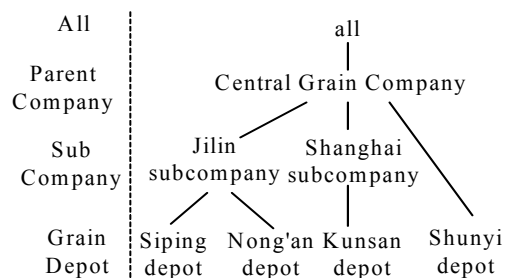 All
all
Parent
Company
Central Grain Company
Sub
Company
Jilin
subcompany
Shanghai
subcompany
Grain
Depot
Siping
depot
Nong'an
depot
Kunsan
depot
Shunyi
depot